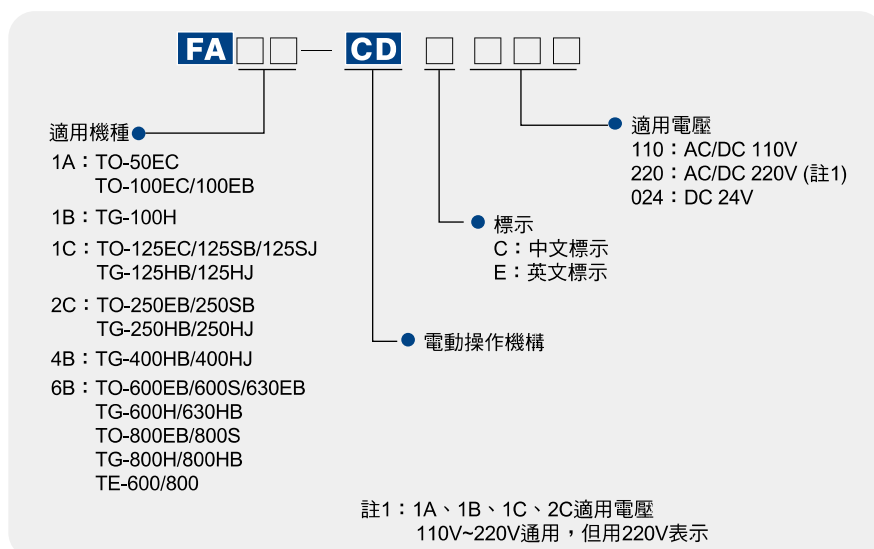 FA□□—CD □ □□□
適用機種
1A：TO-50EC
TO-100EC/100EB
1B：TG-100H
1C：TO-125EC/125SB/125SJ
TG-125HB/125HJ
2C：TO-250EB/250SB
TG-250HB/250HJ
4B：TG-400HB/400HJ
6B：TO-600EB/600S/630EB
TG-600H/630HB
TO-800EB/800S
TG-800H/800HB
TE-600/800
電動操作機構
標示
C：中文標示
E：英文標示
適用電壓
110：AC/DC 110V
220：AC/DC 220V (註1)
024：DC 24V
註1：1A、1B、1C、2C適用電壓
110V~220V通用，但用220V表示